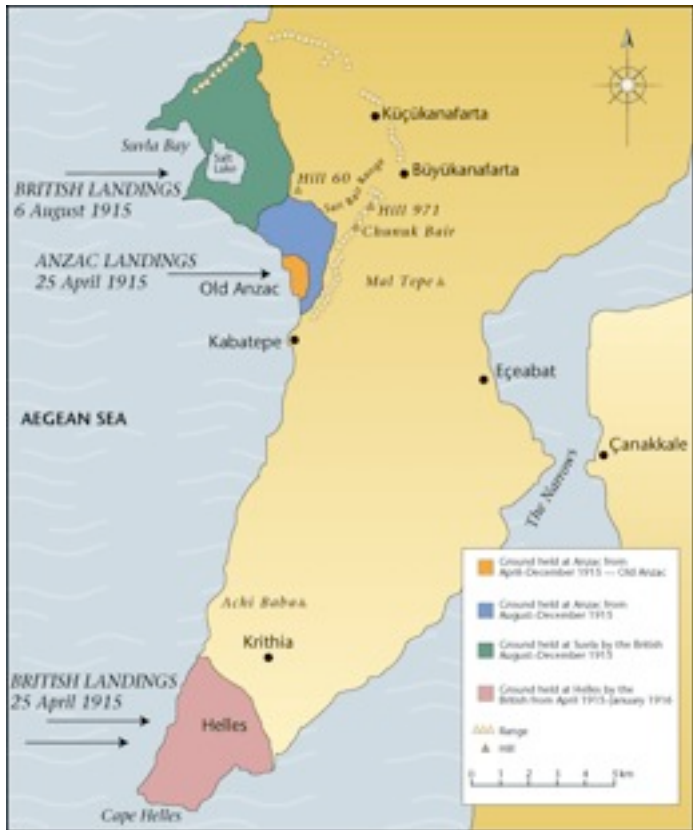 Küçükanafarta
Suvla Bay
Salt
Lake
Büyükanafarta
BRITISH LANDINGS
6 August 1915
Hill 60
Sari Bair Range
Hill 971
Chunuk Bair
ANZAC LANDINGS
25 April 1915
Old Anzac
Mal Tepe
Kabatepe
Eçeabat
AEGEAN SEA
Çanakkale
The Narrows
Ground held at Anzac from
April-December 1915 — Old Anzac
Ground held at Anzac from
August-December 1915
Ground held at Suvla by the British
August-December 1915
Ground held at Helles by the
British from April 1915-January 1916
Range
Hill
0 1 2 3 4 5km
Achi Baba
Krithia
BRITISH LANDINGS
25 April 1915
Helles
Cape Helles